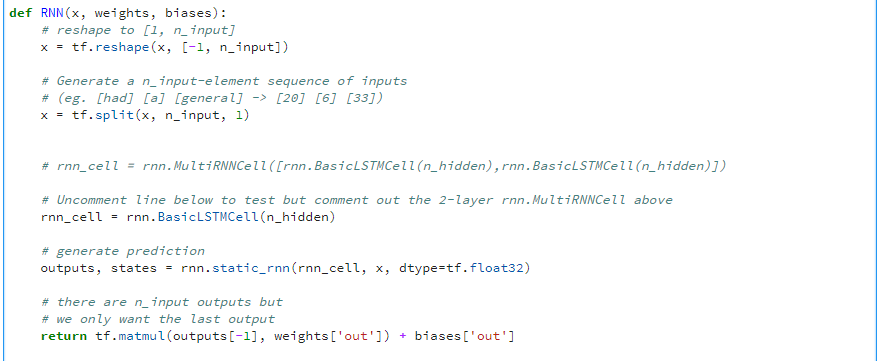 def RNN(x, weights, biases):
    # reshape to [1, n_input]
    x = tf.reshape(x, [-1, n_input])
    # Generate a n_input-element sequence of inputs
    # (eg. [had] [a] [general] -> [20] [6] [33])
    x = tf.split(x, n_input, 1)
    # rnn_cell = rnn.MultiRNNCell([rnn.BasicLSTMCell(n_hidden),rnn.BasicLSTMCell(n_hidden)])
    # Uncomment line below to test but comment out the 2-layer rnn.MultiRNNCell above
    rnn_cell = rnn.BasicLSTMCell(n_hidden)
    # generate prediction
    outputs, states = rnn.static_rnn(rnn_cell, x, dtype=tf.float32)
    # there are n_input outputs but
    # we only want the last output
    return tf.matmul(outputs[-1], weights['out']) + biases['out']